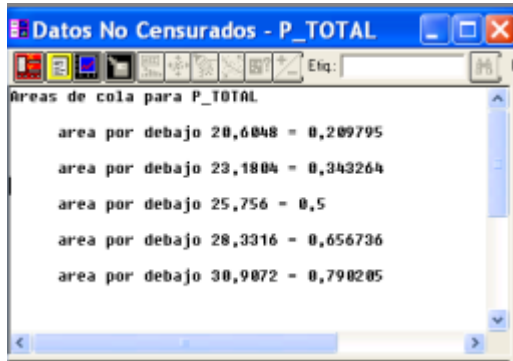 Datos No Censurados - P_TOTAL
Etiq.:
Areas de cola para P_TOTAL
area por debajo 20,6048 = 0,209795
area por debajo 23,1804 = 0,343264
area por debajo 25,756 = 0,5
area por debajo 28,3316 = 0,656736
area por debajo 30,9072 = 0,790205